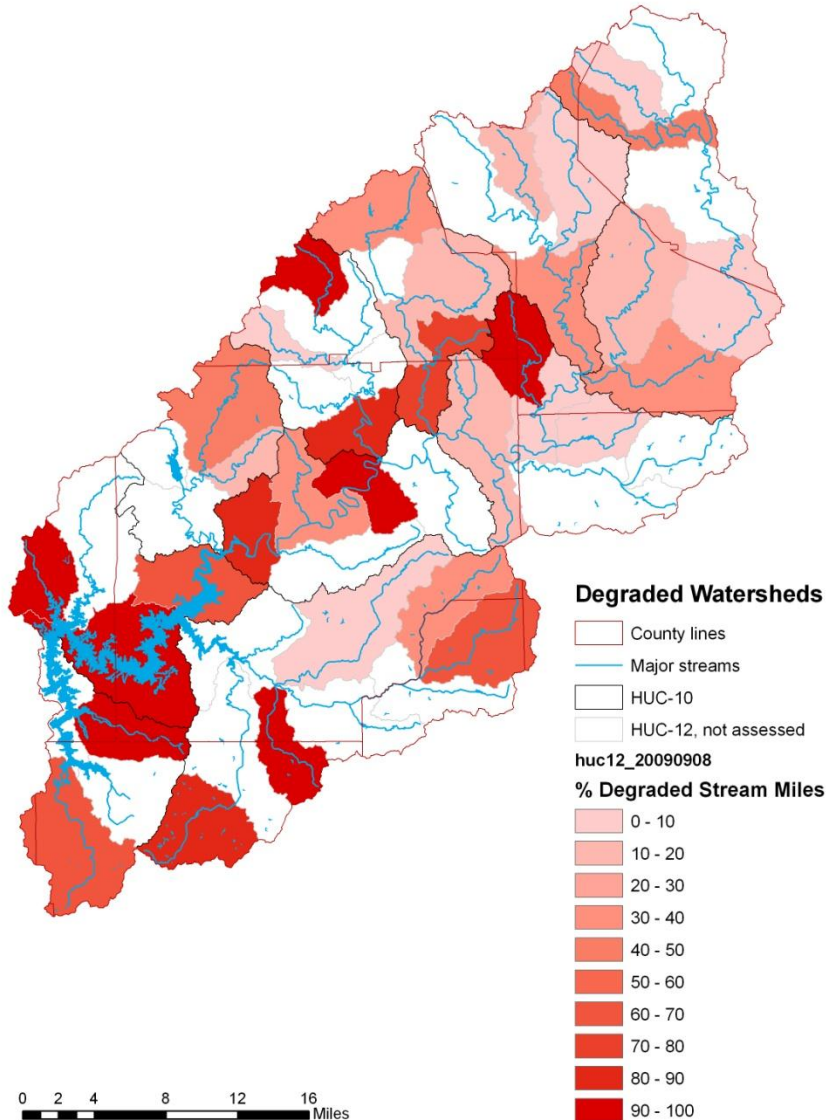 Degraded Watersheds
County lines
Major streams
HUC-10
HUC-12, not assessed
huc12_20090908
% Degraded Stream Miles
0 - 10
10 - 20
20 - 30
30 - 40
40 - 50
50 - 60
60 - 70
70 - 80
80 - 90
90 - 100
0 2 4 8 12 16
Miles